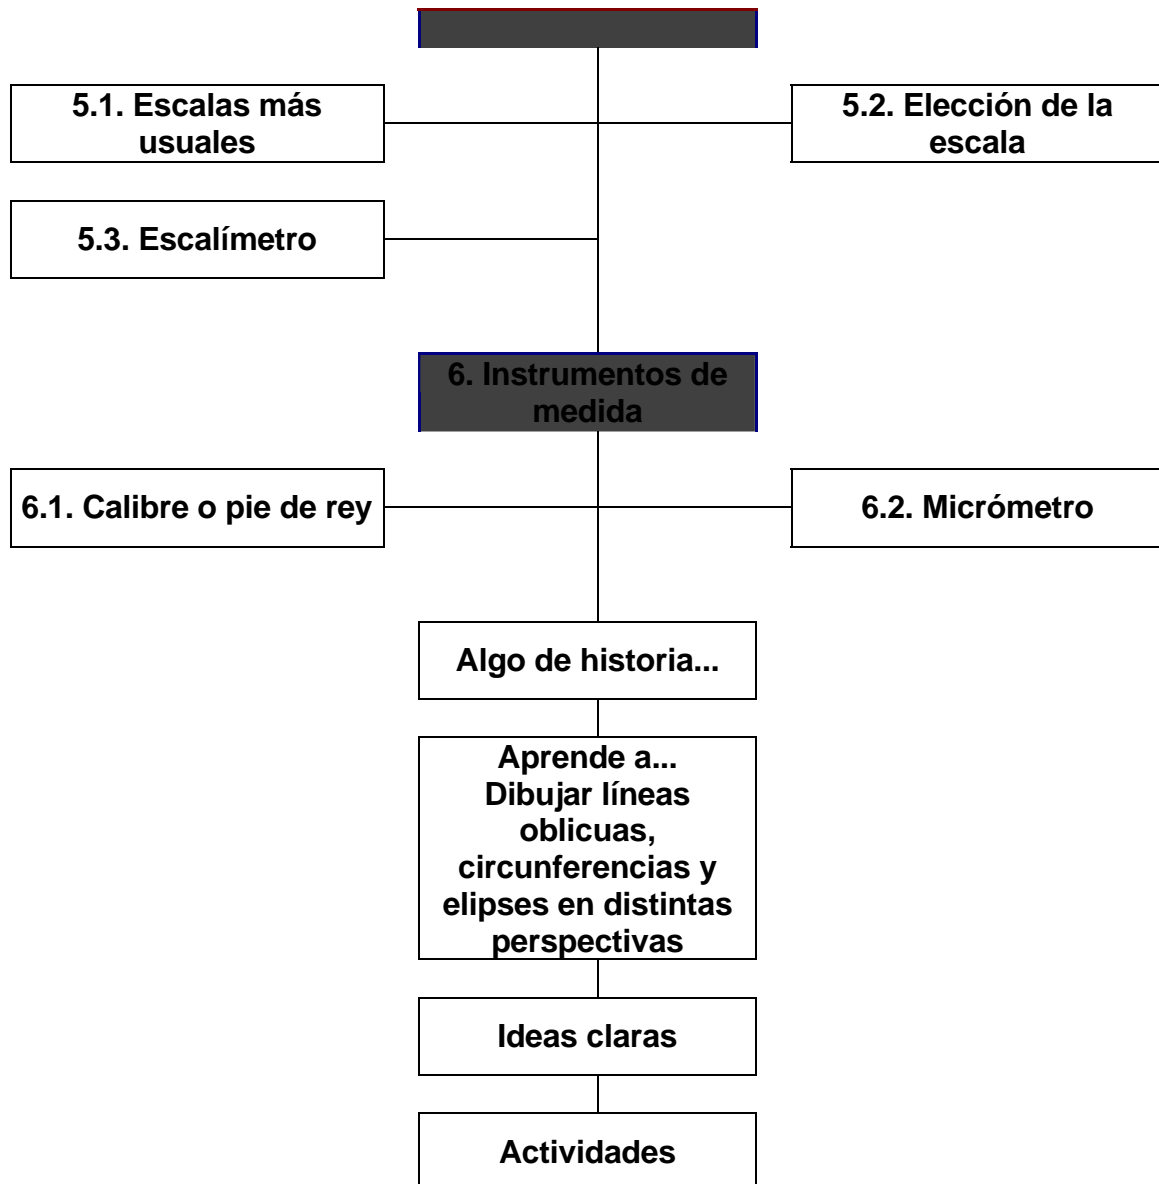 5.1. Escalas más
usuales
5.2. Elección de la
escala
5.3. Escalímetro
6. Instrumentos de
medida
6.1. Calibre o pie de rey
6.2. Micrómetro
Algo de historia...
Aprende a...
Dibujar líneas
oblicuas,
circunferencias y
elipses en distintas
perspectivas
Ideas claras
Actividades